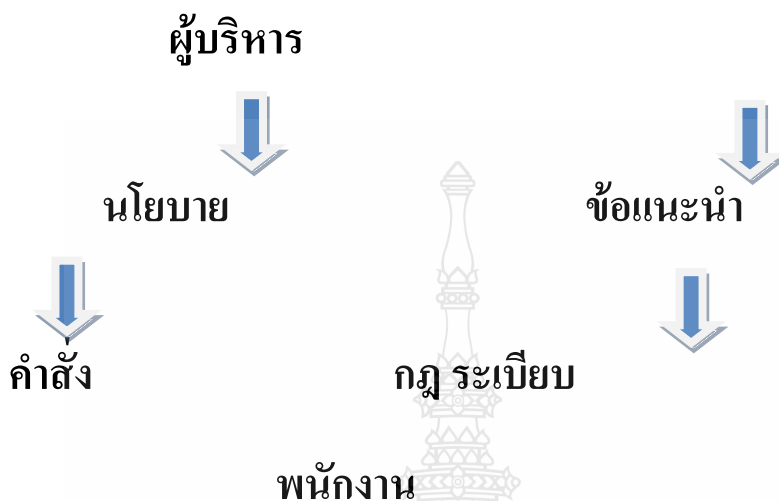 ผู้บริหาร
นโยบาย ข้อแนะนำ
คำสั่ง กฎ ระเบียบ
พนักงาน